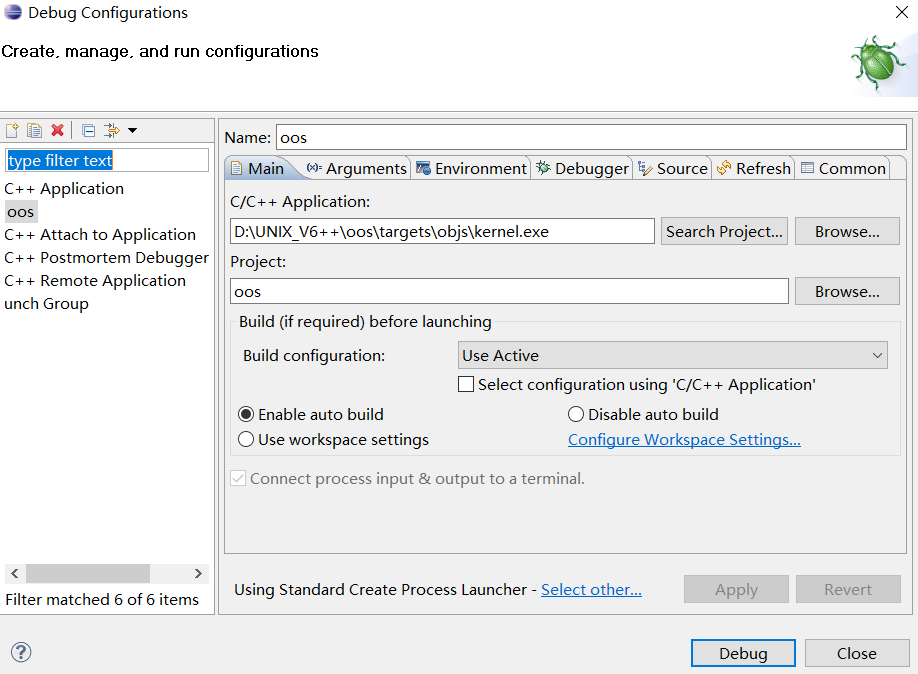 Debug Configurations
Create, manage, and run configurations
type filter text
C++ Application
oos
C++ Attach to Application
C++ Postmortem Debugger
C++ Remote Application
unch Group
Filter matched 6 of 6 items
Name: oos
Main (x)= Arguments Environment Debugger Source Refresh Common
C/C++ Application:
D:\UNIX_V6++\oos\targets\objs\kernel.exe Search Project... Browse...
Project:
oos Browse...
Build (if required) before launching
Build configuration: Use Active
Select configuration using 'C/C++ Application'
Enable auto build Disable auto build
Use workspace settings Configure Workspace Settings...
Connect process input & output to a terminal.
Using Standard Create Process Launcher - Select other... Apply Revert
? Debug Close